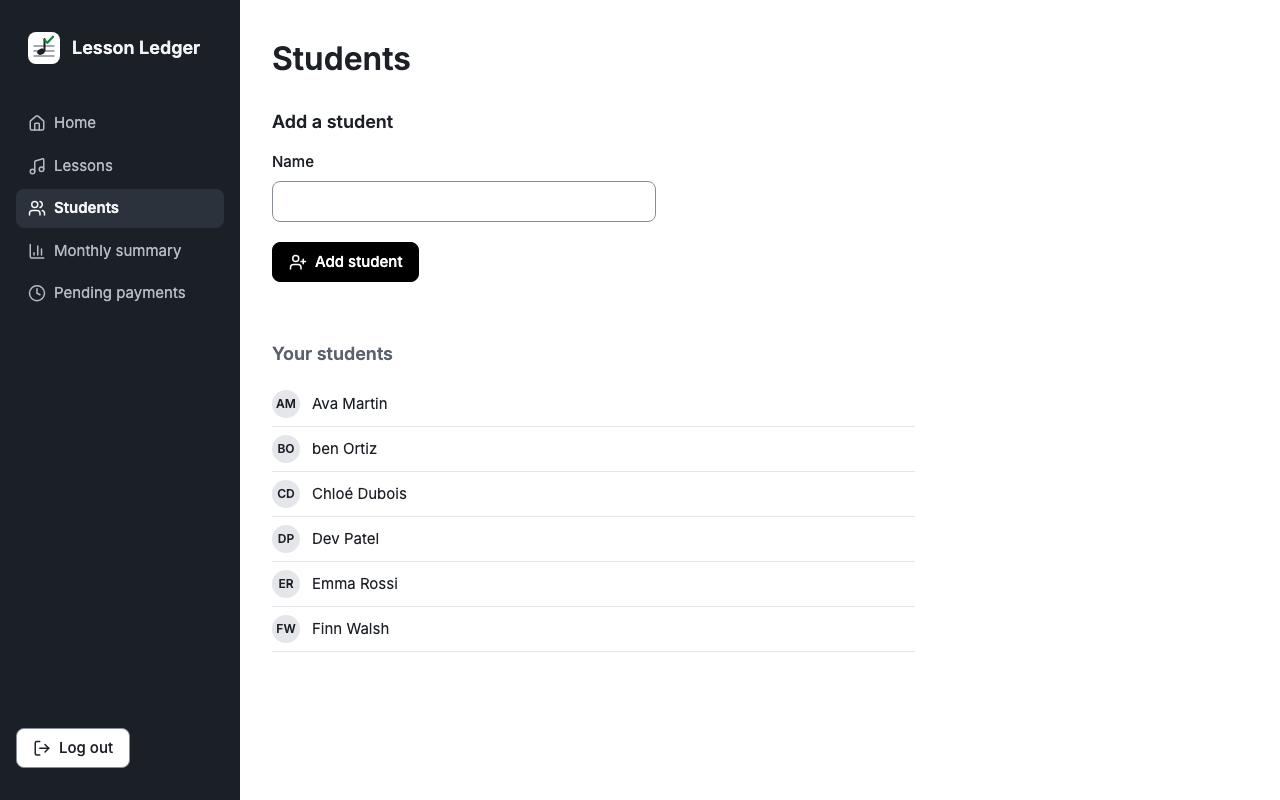 Lesson Ledger
Home
Lessons
Students
Monthly summary
Pending payments
Log out
Students
Add a student
Name
Add student
Your students
AM Ava Martin
BO ben Ortiz
CD Chloé Dubois
DP Dev Patel
ER Emma Rossi
FW Finn Walsh